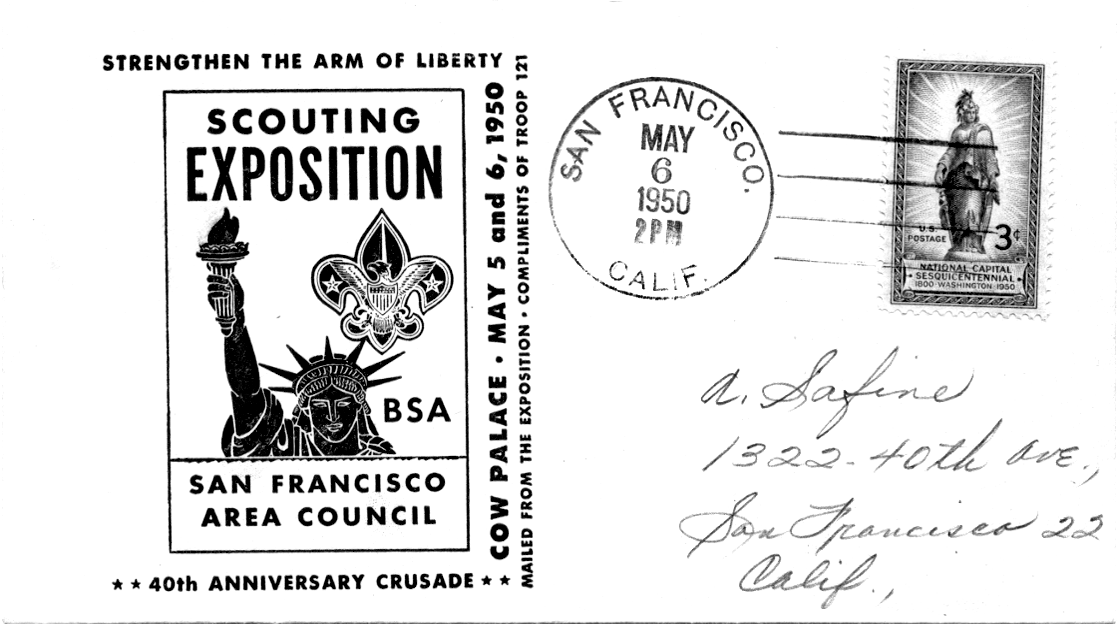 STRENGTHEN THE ARM OF LIBERTY
SCOUTING
EXPOSITION
BSA
SAN FRANCISCO
AREA COUNCIL
★ ★ 40th ANNIVERSARY CRUSADE ★ ★
COW PALACE • MAY 5 and 6, 1950
MAILED FROM THE EXPOSITION • COMPLIMENTS OF TROOP 121
SAN FRANCISCO.
MAY
6
1950
2 PM
CALIF.
U.S.
POSTAGE
3¢
NATIONAL CAPITAL
• SESQUICENTENNIAL •
1800 · WASHINGTON · 1950
A. Safine
1322-40th Ave.,
San Francisco 22
Calif.,